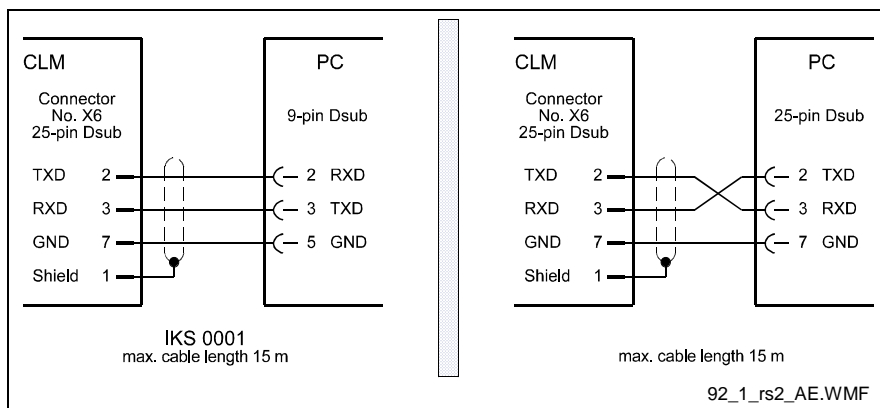 CLM PC
Connector
No. X6
25-pin Dsub
9-pin Dsub
TXD 2 2 RXD
RXD 3 3 TXD
GND 7 5 GND
Shield 1
IKS 0001
max. cable length 15 m
CLM PC
Connector
No. X6
25-pin Dsub
25-pin Dsub
TXD 2 2 TXD
RXD 3 3 RXD
GND 7 7 GND
Shield 1
max. cable length 15 m
92_1_rs2_AE.WMF